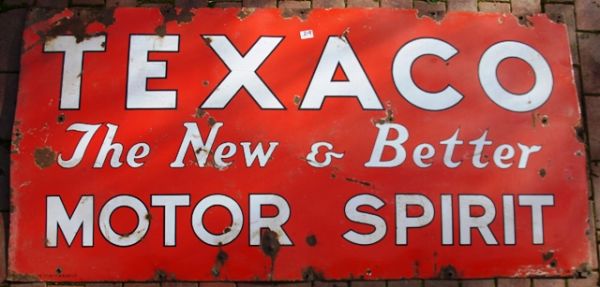 TEXACO
The New & Better
MOTOR SPIRIT